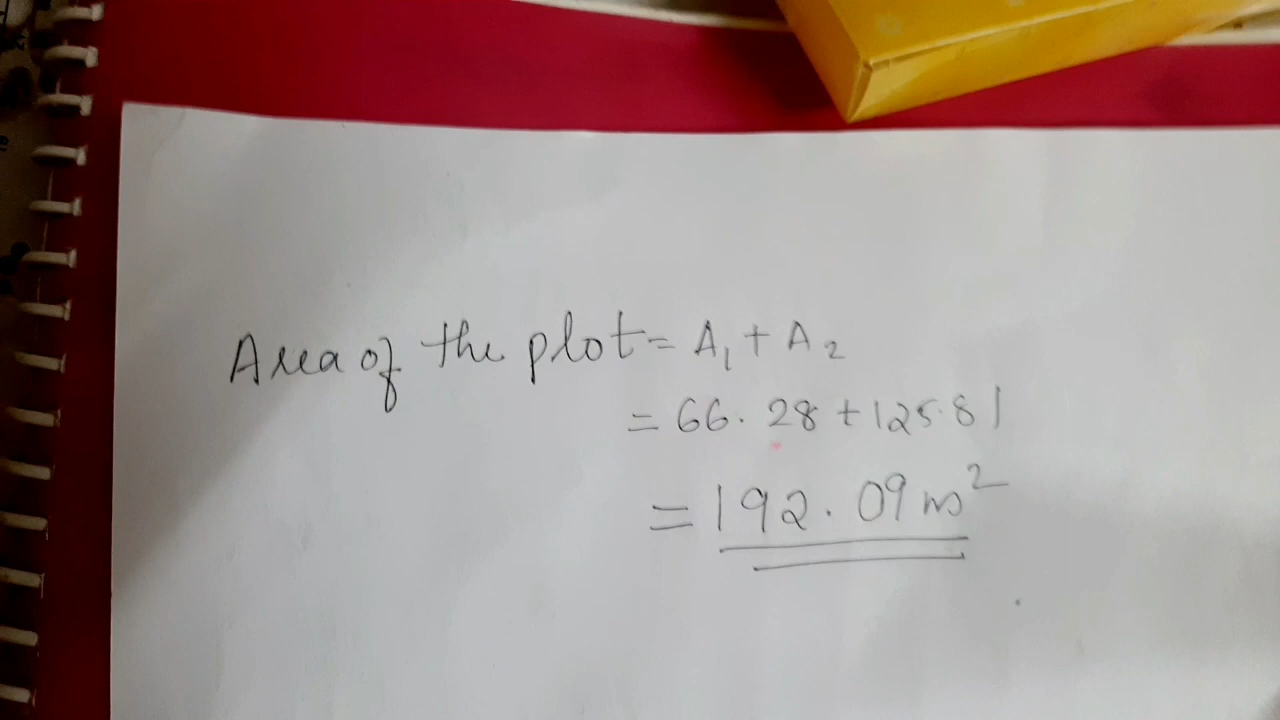 Area of the plot = A₁ + A₂
= 66.28 + 125.81
= 192.09 m²